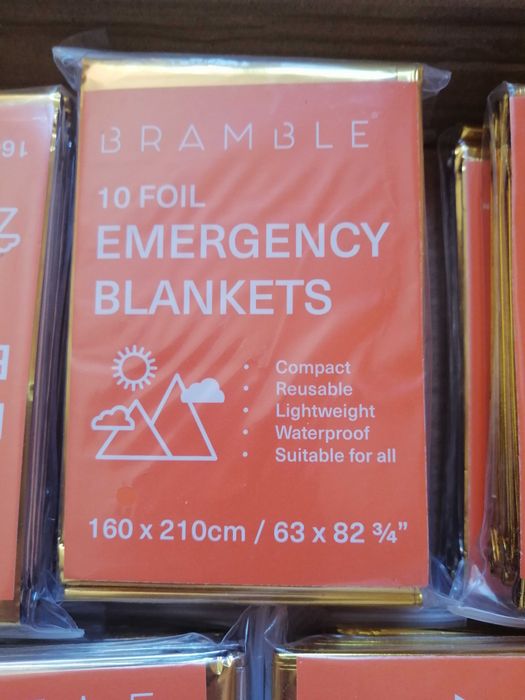 BRAMBLE®
10 FOIL
EMERGENCY
BLANKETS
• Compact
• Reusable
• Lightweight
• Waterproof
• Suitable for all
160 x 210cm / 63 x 82 ¾”